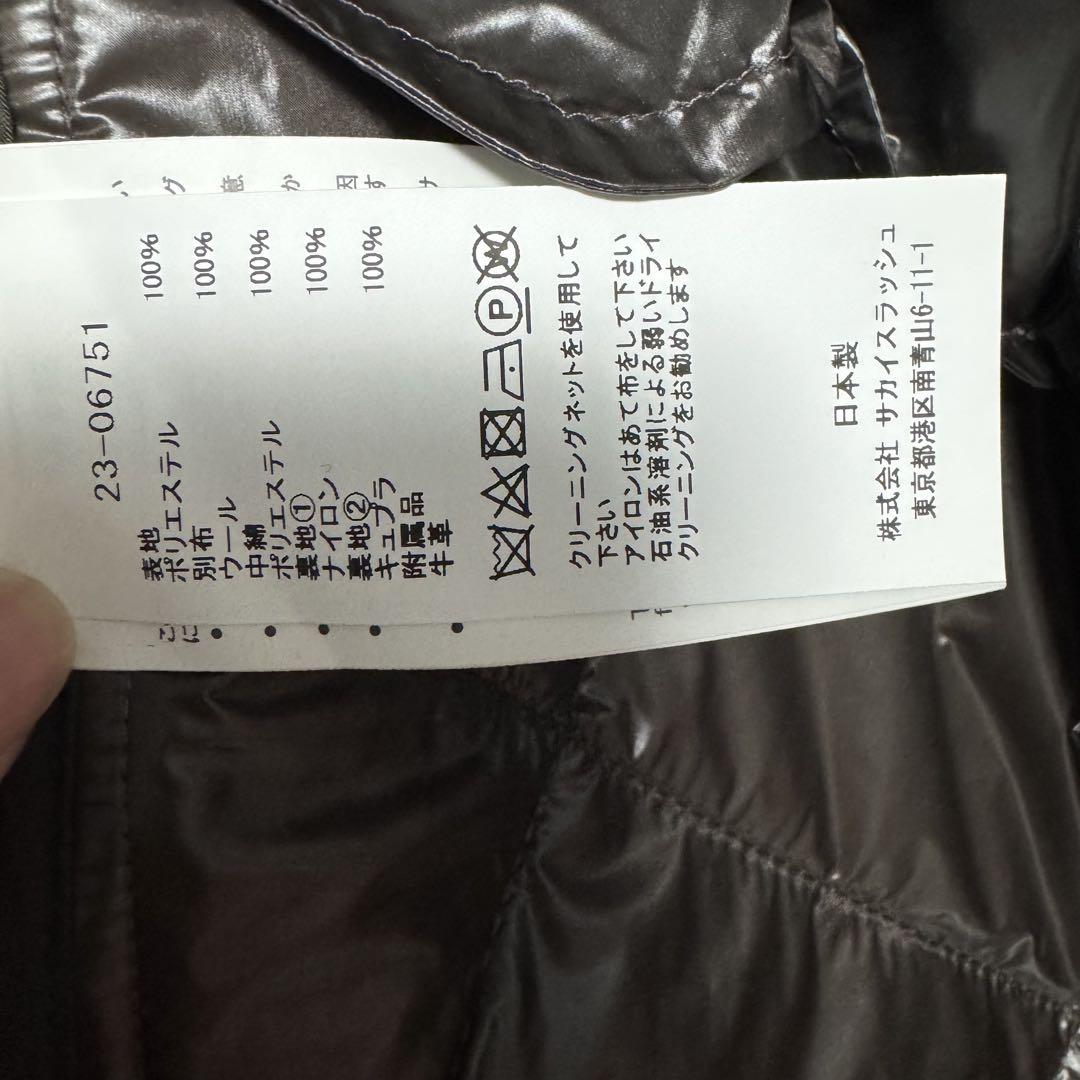 23-06751
表地
ポリエステル 100%
別布
ウール 100%
中綿
ポリエステル 100%
裏地①
ナイロン 100%
裏地②
キュプラ 100%
附属品
牛革
P
W
クリーニングネットを使用して
下さい
アイロンはあて布をして下さい
石油系溶剤による弱いドライ
クリーニングをお勧めします
日本製
株式会社 サカイスラッシュ
東京都港区南青山6-11-1